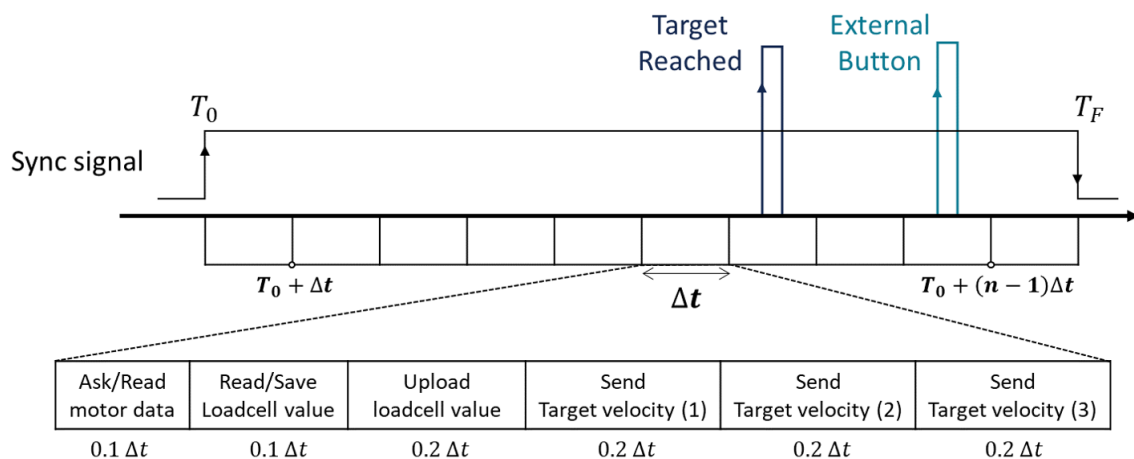 Target
Reached
External
Button
T₀
T_F
Sync signal
T₀ + Δt
Δt
T₀ + (n − 1)Δt
Ask/Read
motor data
Read/Save
Loadcell value
Upload
loadcell value
Send
Target velocity (1)
Send
Target velocity (2)
Send
Target velocity (3)
0.1 Δt
0.1 Δt
0.2 Δt
0.2 Δt
0.2 Δt
0.2 Δt